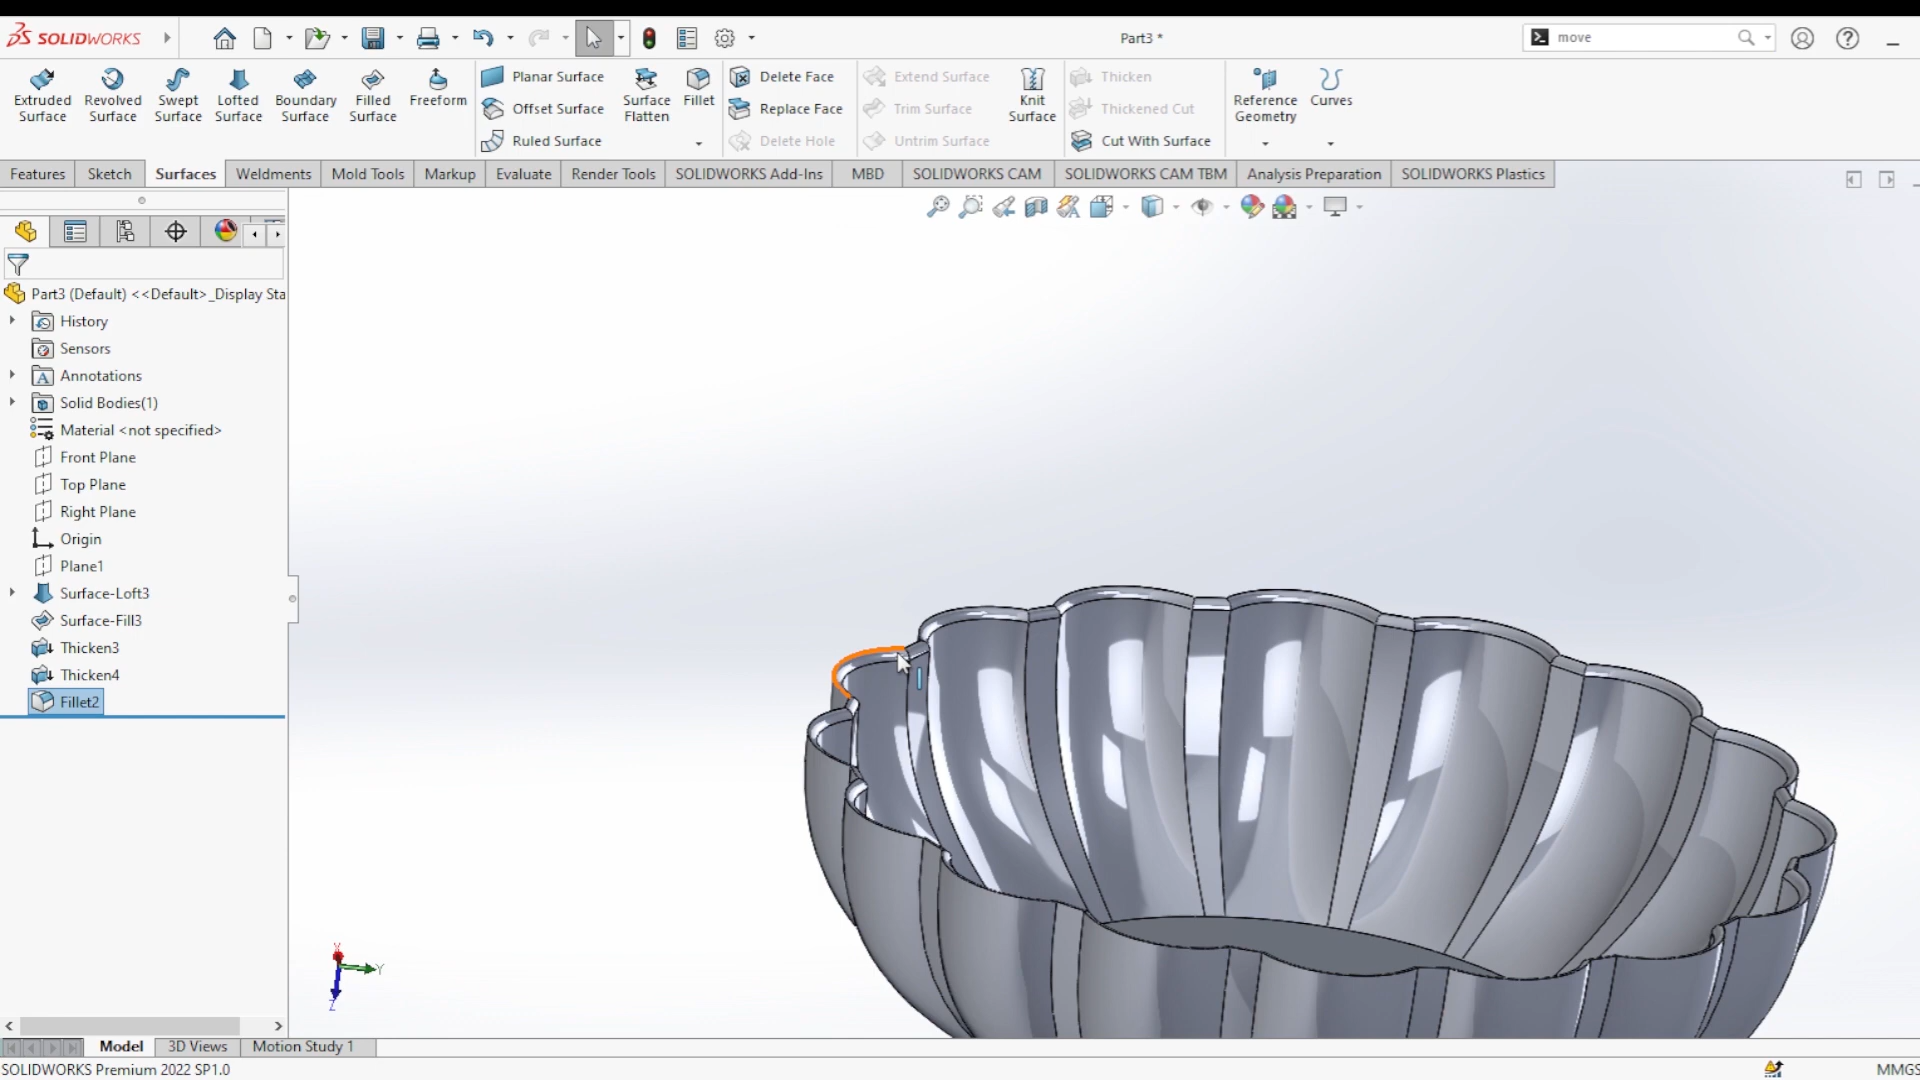 SOLIDWORKS
Part3 *
move
Extruded Surface
Revolved Surface
Swept Surface
Lofted Surface
Boundary Surface
Filled Surface
Freeform
Planar Surface
Offset Surface
Ruled Surface
Surface Flatten
Fillet
Delete Face
Replace Face
Delete Hole
Extend Surface
Trim Surface
Untrim Surface
Knit Surface
Thicken
Thickened Cut
Cut With Surface
Reference Geometry
Curves
Features
Sketch
Surfaces
Weldments
Mold Tools
Markup
Evaluate
Render Tools
SOLIDWORKS Add-Ins
MBD
SOLIDWORKS CAM
SOLIDWORKS CAM TBM
Analysis Preparation
SOLIDWORKS Plastics
Part3 (Default) <<Default>_Display Sta
History
Sensors
Annotations
Solid Bodies(1)
Material <not specified>
Front Plane
Top Plane
Right Plane
Origin
Plane1
Surface-Loft3
Surface-Fill3
Thicken3
Thicken4
Fillet2
Y
Z
Model
3D Views
Motion Study 1
SOLIDWORKS Premium 2022 SP1.0
MMGS